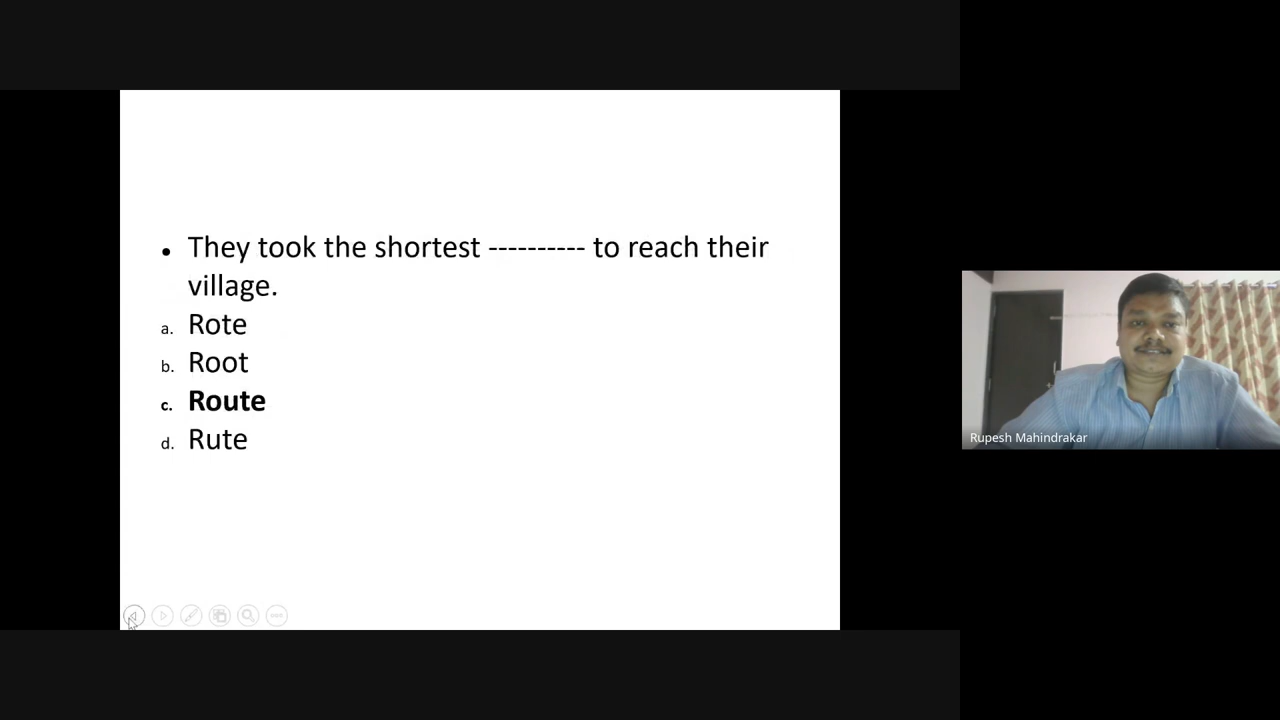 • They took the shortest ---------- to reach their
village.
a. Rote
b. Root
c. Route
d. Rute
Rupesh Mahindrakar